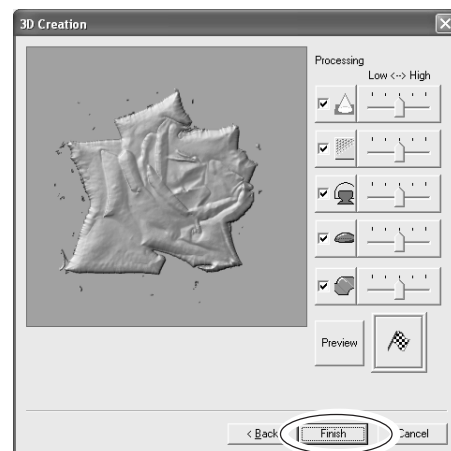 3D Creation
Processing
Low <--> High
Preview
< Back
Finish
Cancel